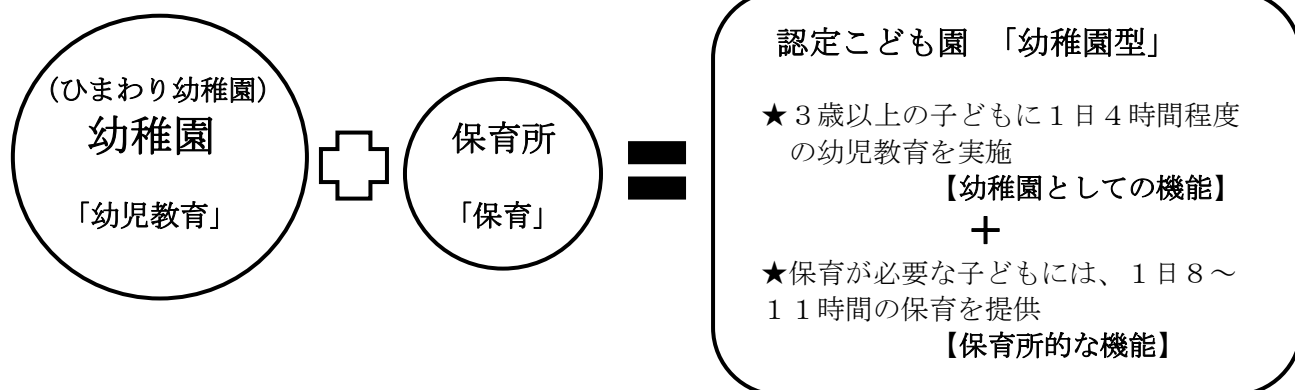 (ひまわり幼稚園)
幼稚園
「幼児教育」
保育所
「保育」
認定こども園 「幼稚園型」
★3歳以上の子どもに1日4時間程度
の幼児教育を実施
【幼稚園としての機能】
+
★保育が必要な子どもには、1日8~
11時間の保育を提供
【保育所的な機能】